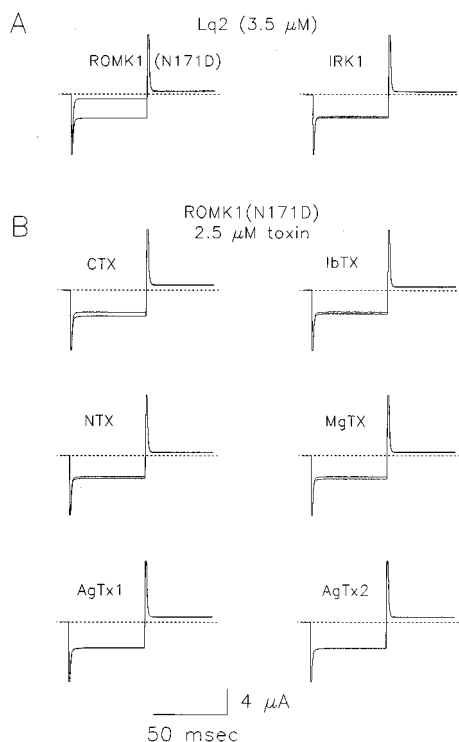 A
Lq2 (3.5 μM)
ROMK1 (N171D)
IRK1
B
ROMK1(N171D)
2.5 μM toxin
CTX
IbTX
NTX
MgTX
AgTx1
AgTx2
4 μA
50 msec